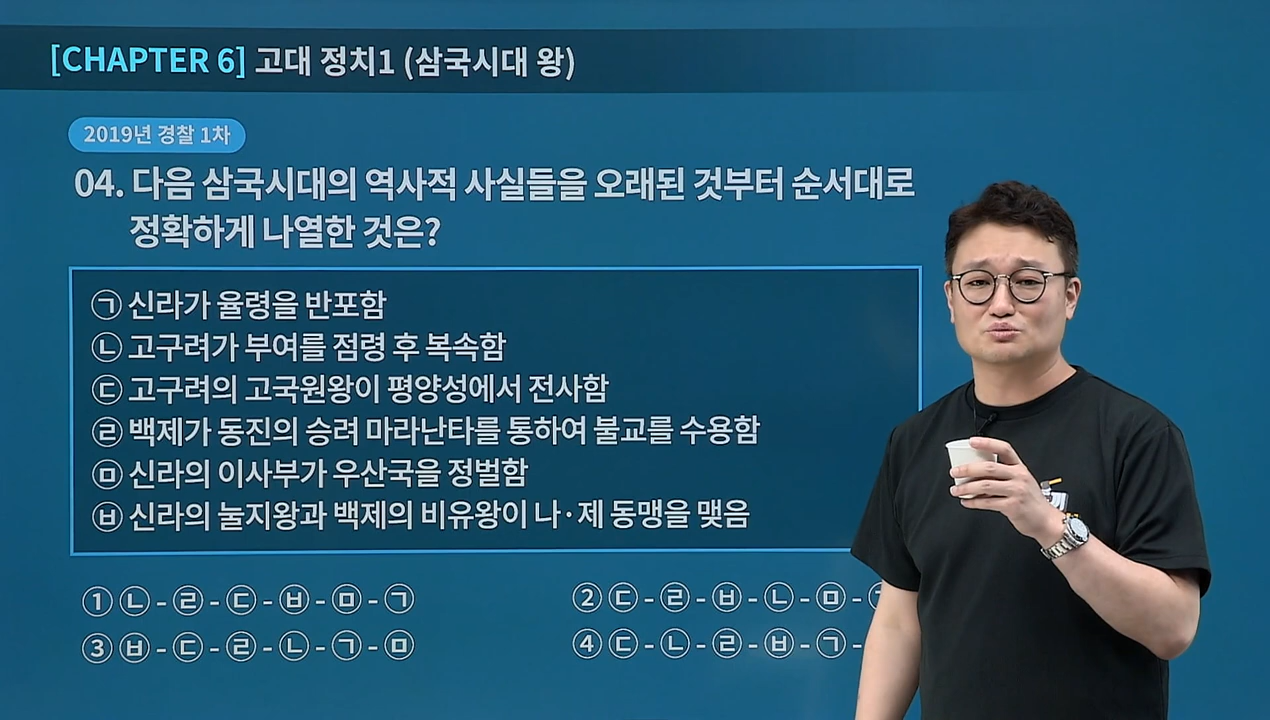 [CHAPTER 6] 고대 정치1 (삼국시대 왕)
2019년 경찰 1차
04. 다음 삼국시대의 역사적 사실들을 오래된 것부터 순서대로
정확하게 나열한 것은?
㉠ 신라가 율령을 반포함
㉡ 고구려가 부여를 점령 후 복속함
㉢ 고구려의 고국원왕이 평양성에서 전사함
㉣ 백제가 동진의 승려 마라난타를 통하여 불교를 수용함
㉤ 신라의 이사부가 우산국을 정벌함
㉥ 신라의 눌지왕과 백제의 비유왕이 나·제 동맹을 맺음
① ㉡ - ㉣ - ㉢ - ㉥ - ㉤ - ㉠
② ㉢ - ㉣ - ㉥ - ㉡ - ㉤ -
③ ㉥ - ㉢ - ㉣ - ㉡ - ㉠ - ㉤
④ ㉢ - ㉡ - ㉣ - ㉥ - ㉠ -